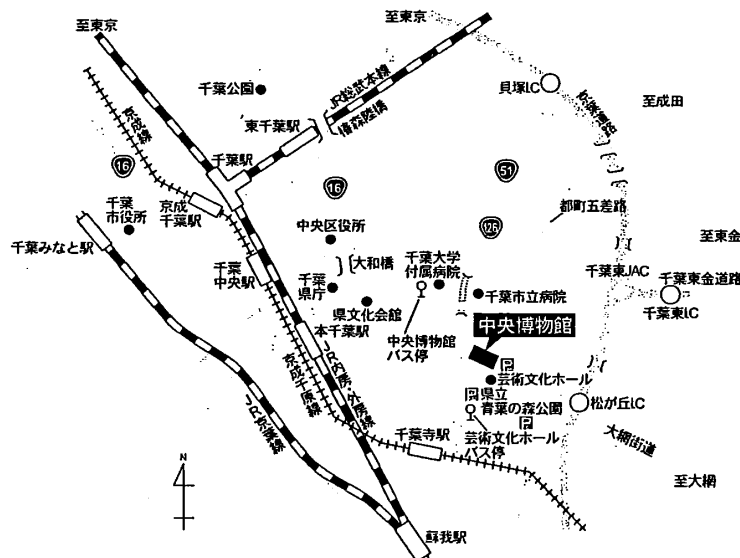 至東京
至東京
JR総武本線
千葉公園
貝塚IC
至成田
東千葉駅
椿森陸橋
京成線
千葉駅
16
16
51
126
千葉
市役所
京成
千葉駅
都町五差路
中央区役所
千葉みなと駅
千葉
中央駅
大和橋
千葉大学
付属病院
至東金
千葉東JAC
千葉東金道路
千葉
県庁
県文化会館
千葉市立病院
千葉東IC
本千葉駅
中央博物館
バス停
中央博物館
P
京成千原線
JR内房・外房線
芸術文化ホール
P
県立
青葉の森公園
松が丘IC
JR京葉線
千葉寺駅
P
芸術文化ホール
バス停
大網街道
至大網
N
蘇我駅